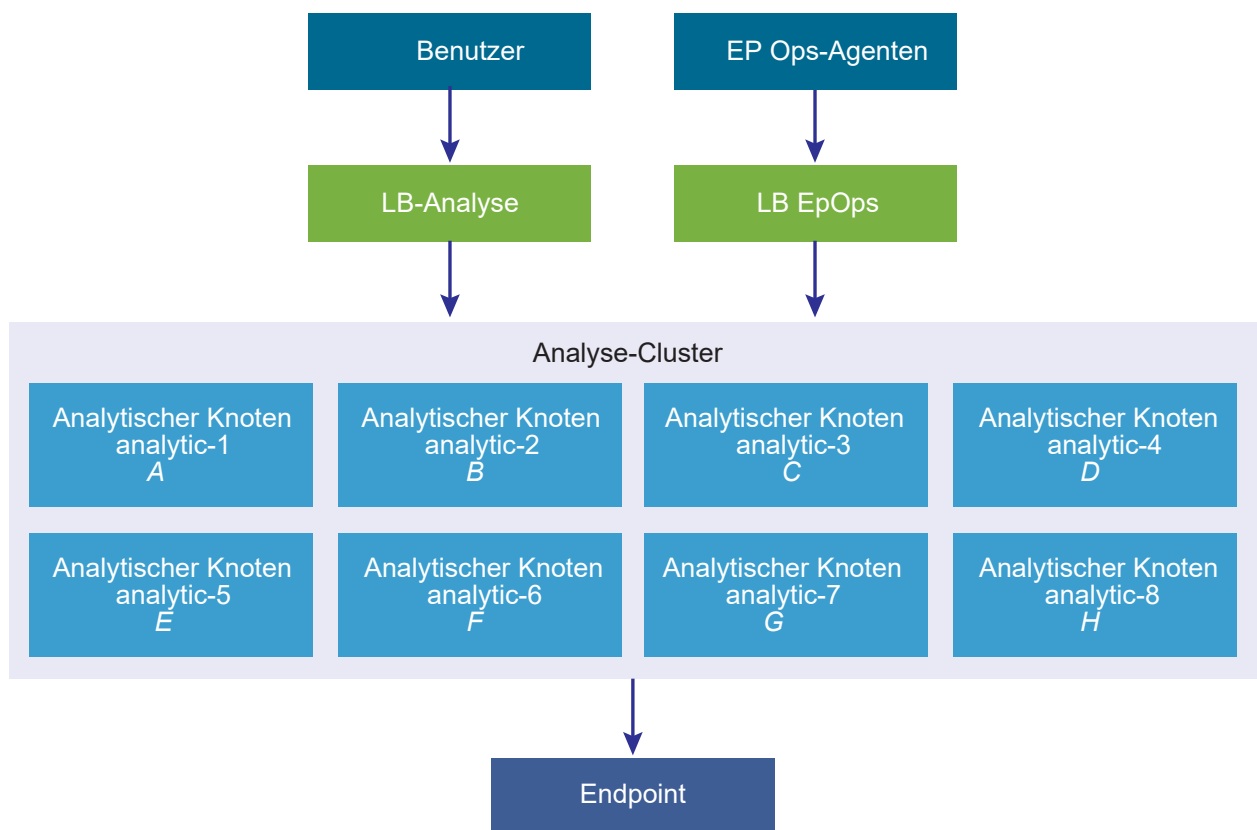 Benutzer
EP Ops-Agenten
LB-Analyse
LB EpOps
Analyse-Cluster
Analytischer Knoten
analytic-1
A
Analytischer Knoten
analytic-2
B
Analytischer Knoten
analytic-3
C
Analytischer Knoten
analytic-4
D
Analytischer Knoten
analytic-5
E
Analytischer Knoten
analytic-6
F
Analytischer Knoten
analytic-7
G
Analytischer Knoten
analytic-8
H
Endpoint